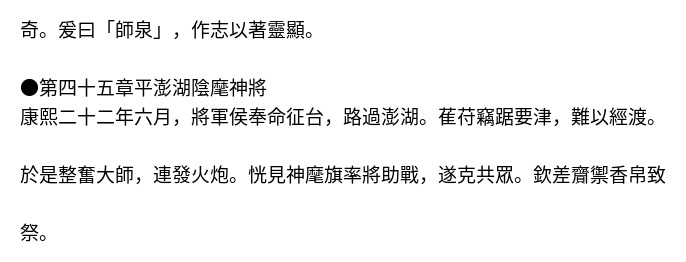 奇。爰曰「師泉」，作志以著靈顯。
●第四十五章平澎湖陰麾神將
康熙二十二年六月，將軍侯奉命征台，路過澎湖。萑苻竊踞要津，難以經渡。
於是整奮大師，連發火炮。恍見神麾旗率將助戰，遂克共眾。欽差齎禦香帛致
祭。